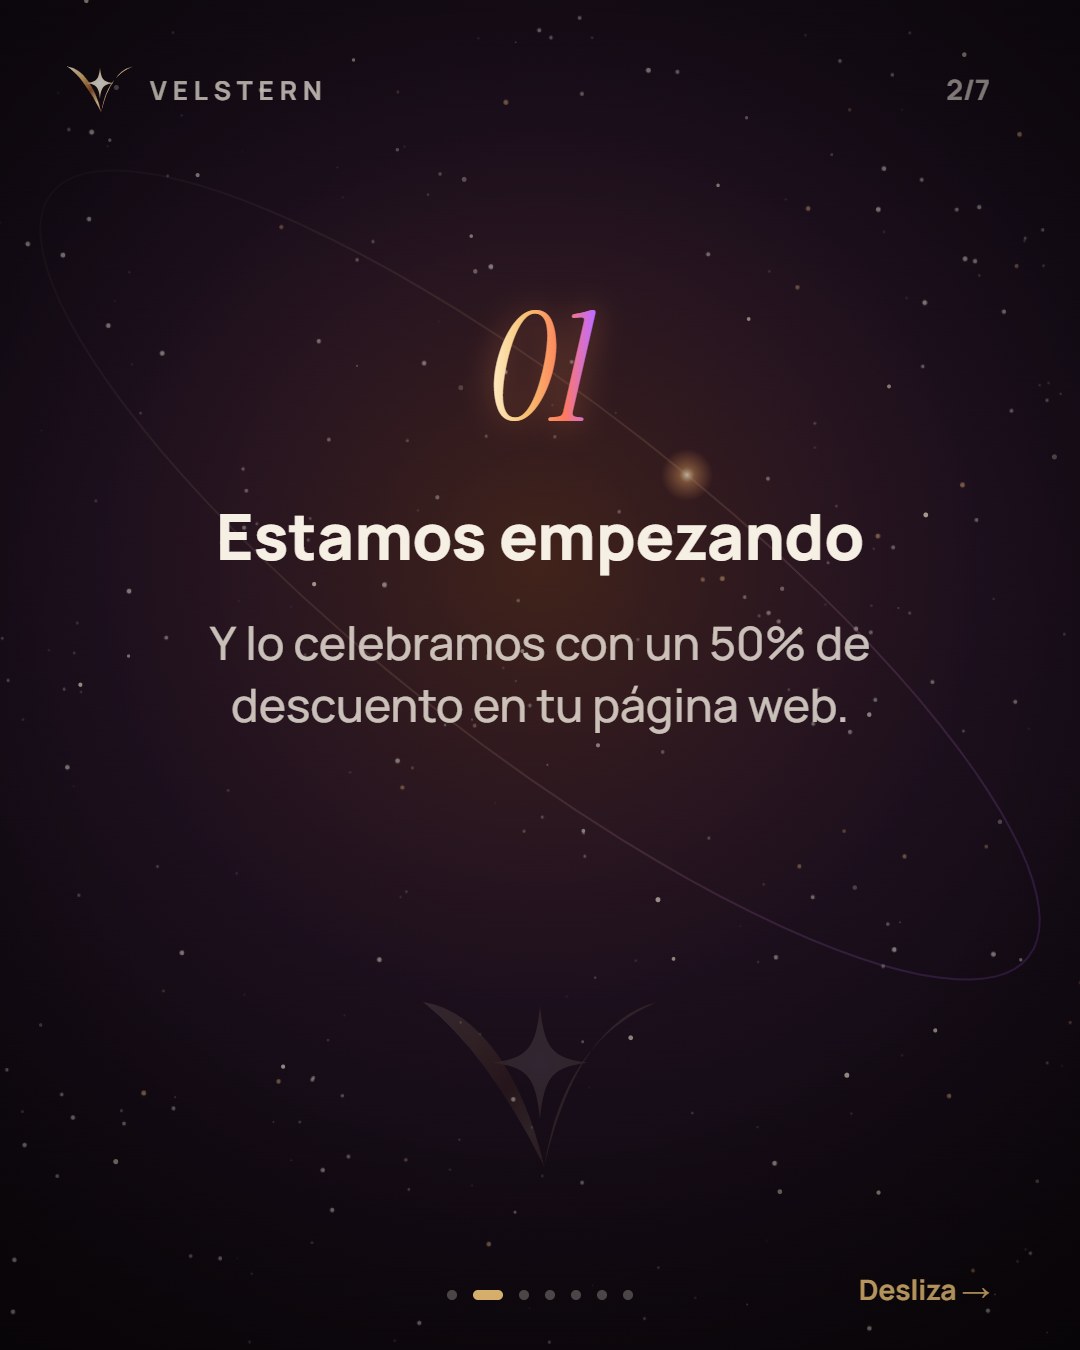 VELSTERN
2/7
01
Estamos empezando
Y lo celebramos con un 50% de
descuento en tu página web.
Desliza →